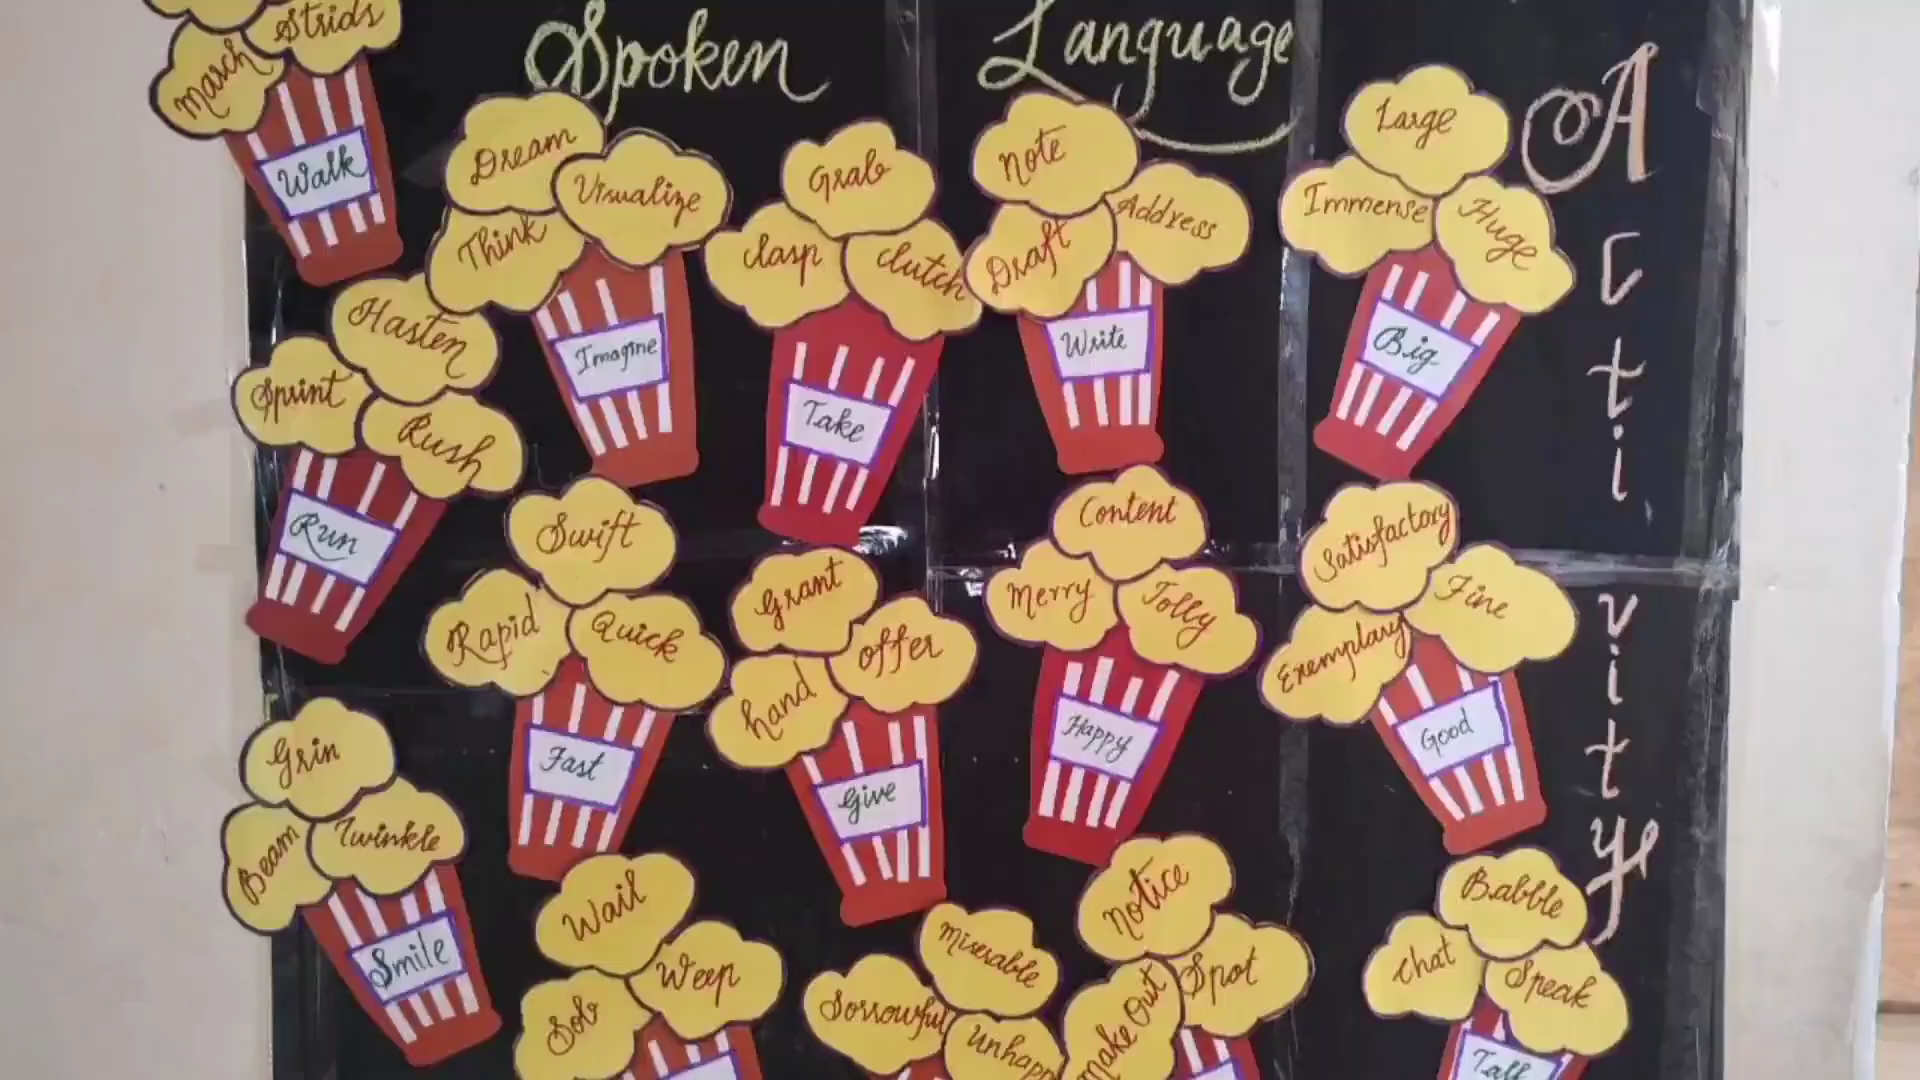 Spoken Language
Activity
Strids
March
Walk
Dream
Visualize
Think
Imagine
Grab
Clasp
Clutch
Take
Note
Address
Draft
Write
Large
Immense
Huge
Big
Hasten
Sprint
Rush
Run
Swift
Rapid
Quick
Fast
Grant
Offer
hand
Give
Content
Merry
Jolly
Happy
Satisfactory
Fine
Exemplary
Good
Grin
Beam
Twinkle
Smile
Wail
Weep
Sob
Miserable
Sorrowful
Unhapp
Notice
Spot
Make Out
Babble
Chat
Speak
Talk